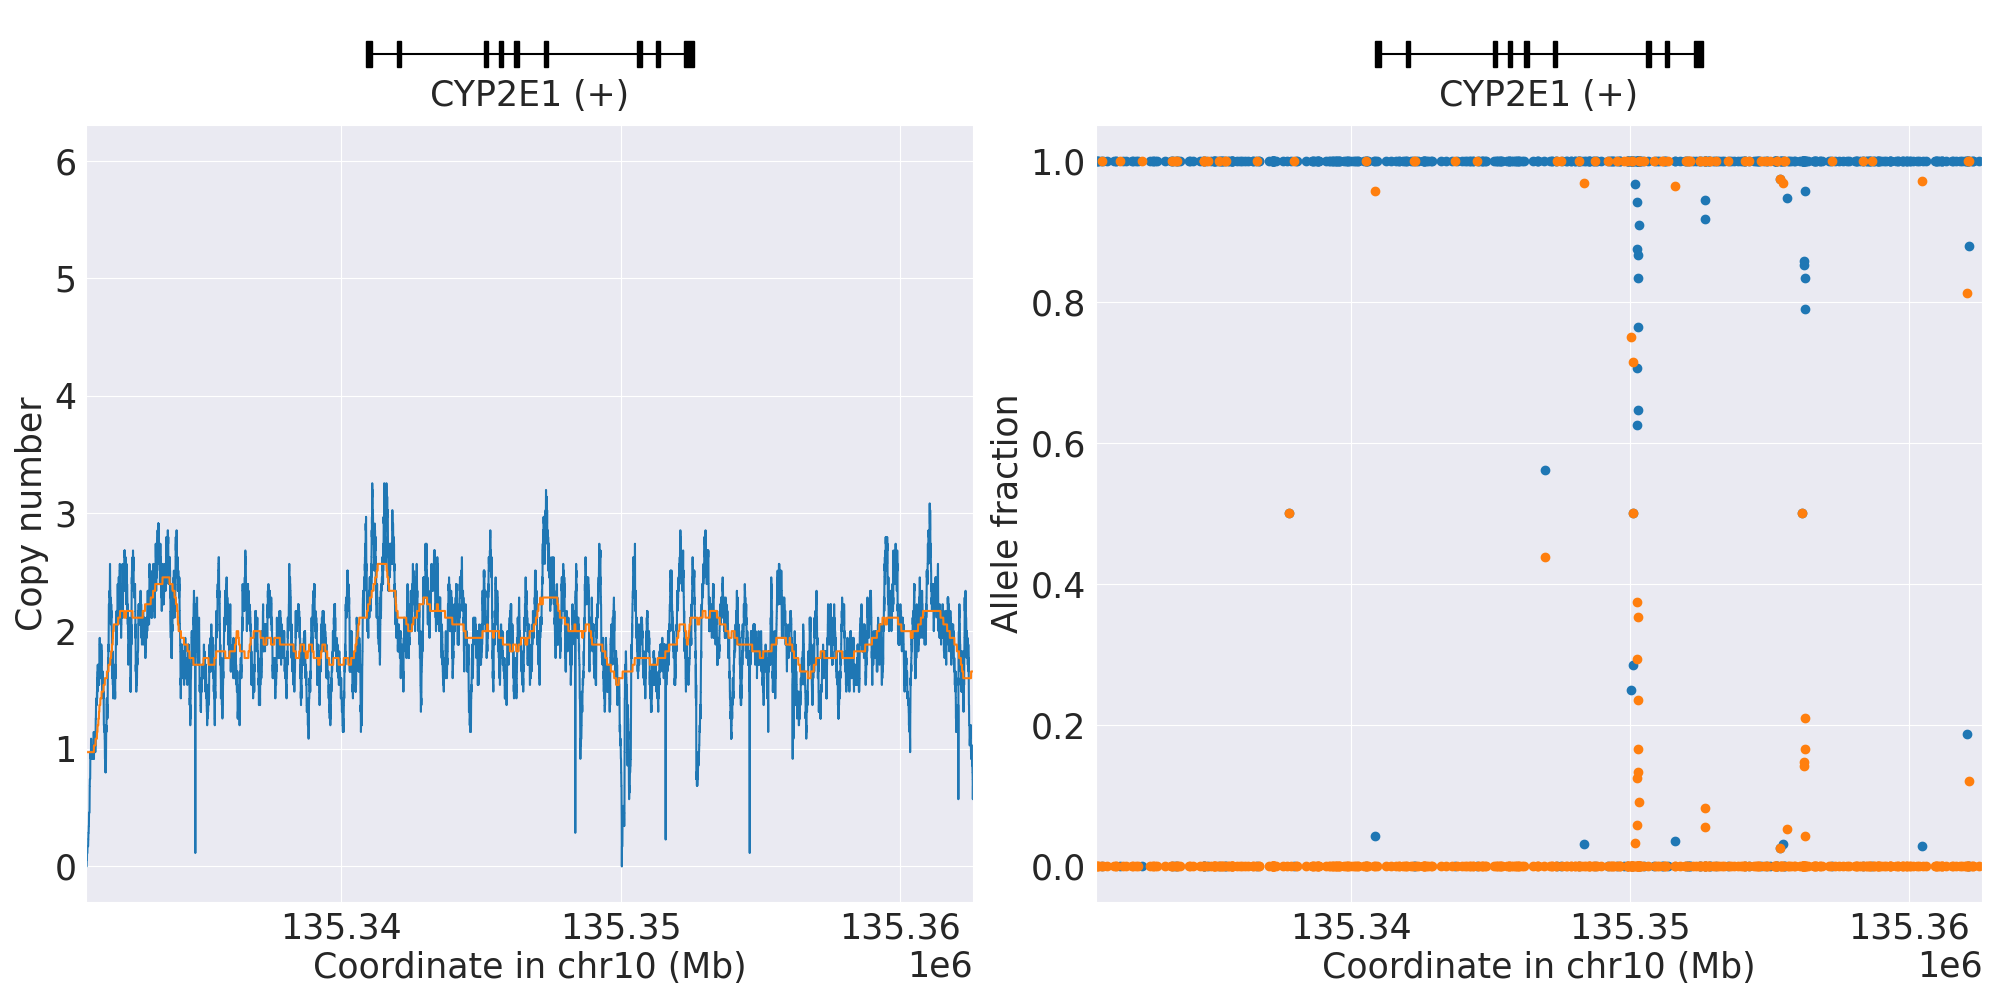 CYP2E1 (+)
CYP2E1 (+)
6
5
4
3
2
1
0
Copy number
135.34
135.35
135.36
Coordinate in chr10 (Mb)
1e6
1.0
0.8
0.6
0.4
0.2
0.0
Allele fraction
135.34
135.35
135.36
Coordinate in chr10 (Mb)
1e6